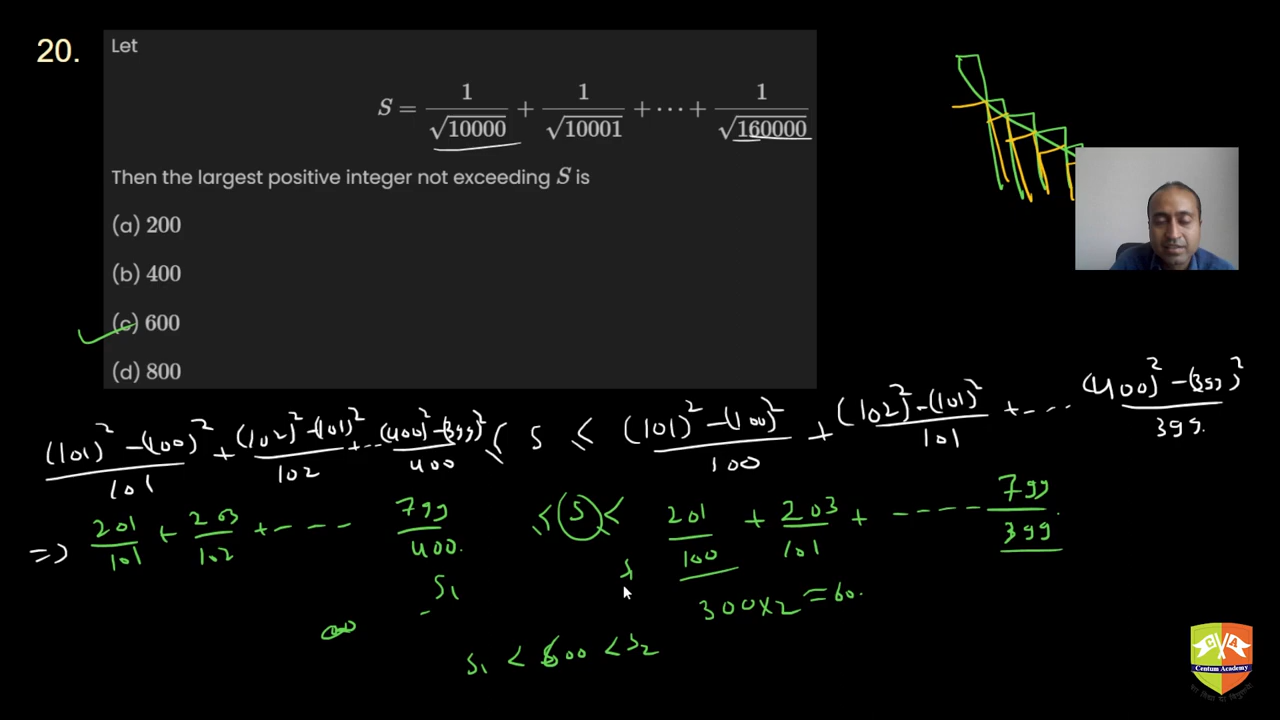 20.
Let
S = 1/√10000 + 1/√10001 + ⋯ + 1/√160000
Then the largest positive integer not exceeding S is
(a) 200
(b) 400
(c) 600
(d) 800
((101)² - (100)²)/101 + ((102)² - (101)²)/102 + --- ((400)² - (399)²)/400 ≤ S ≤ ((101)² - (100)²)/100 + ((102)² - (101)²)/101 + ---- ((400)² - (399)²)/399.
=> 201/101 + 203/102 + ---- 799/400. ≤ S ≤ 201/100 + 203/101 + ----- 799/399.
S₁
300×2 = 60.
S₁ < 600 < S₂
CA
Centum Academy